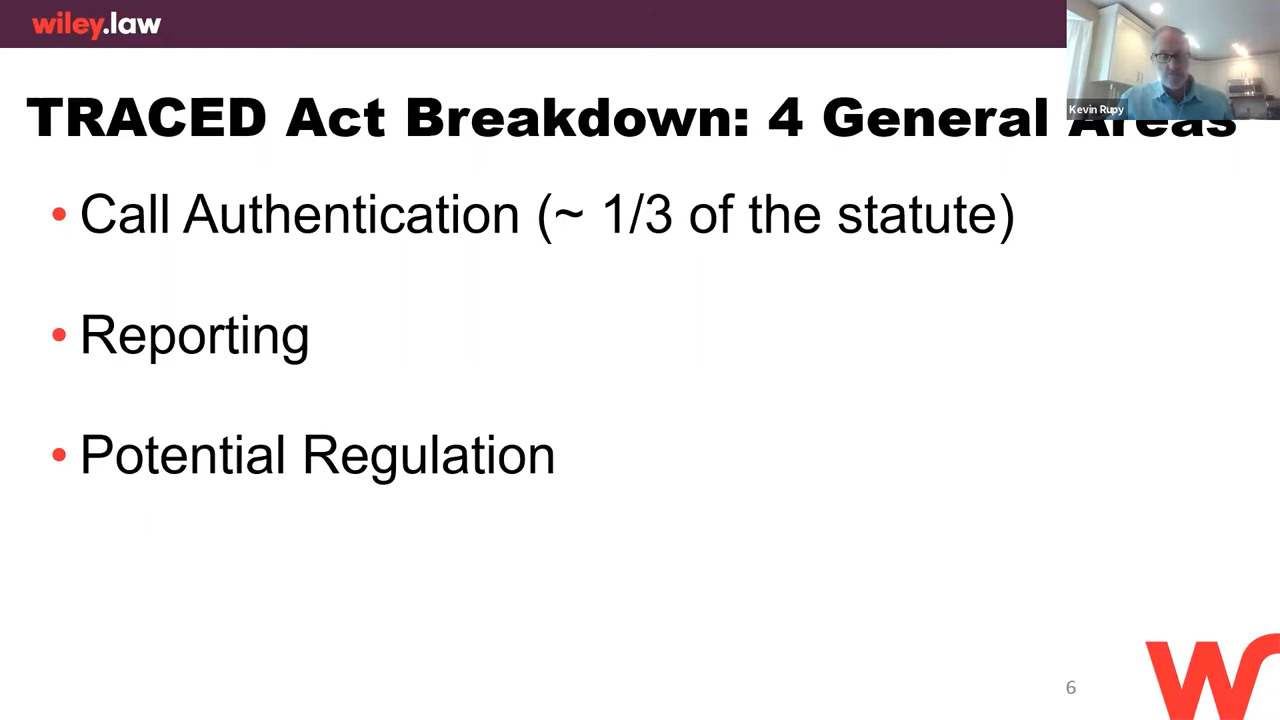 wiley.law
Kevin Rupy
TRACED Act Breakdown: 4 General Areas
• Call Authentication (~ 1/3 of the statute)
• Reporting
• Potential Regulation
6
W